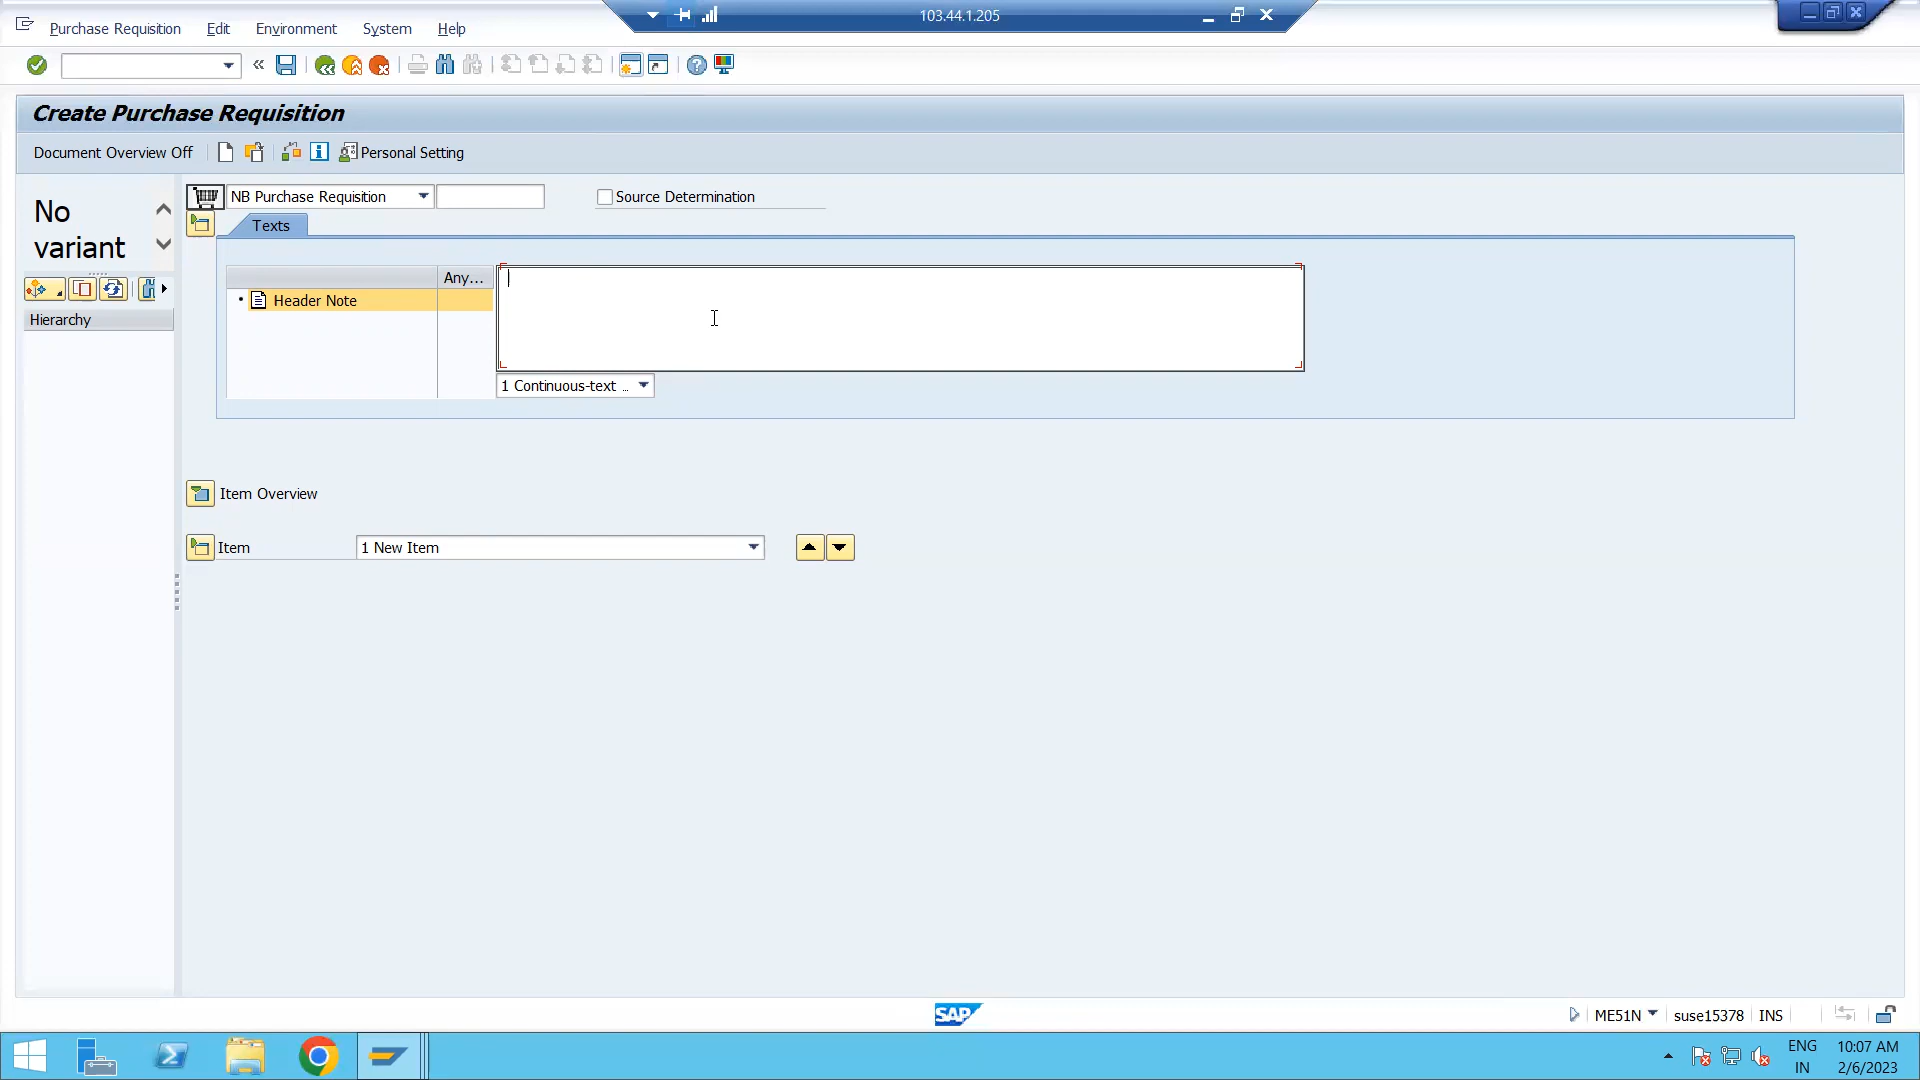 103.44.1.205
Purchase Requisition Edit Environment System Help
Create Purchase Requisition
Document Overview Off Personal Setting
No variant
NB Purchase Requisition Source Determination
Texts
Any...
Header Note
Hierarchy
1 Continuous-text ...
Item Overview
Item 1 New Item
SAP
ME51N suse15378 INS
ENG 10:07 AM
IN 2/6/2023